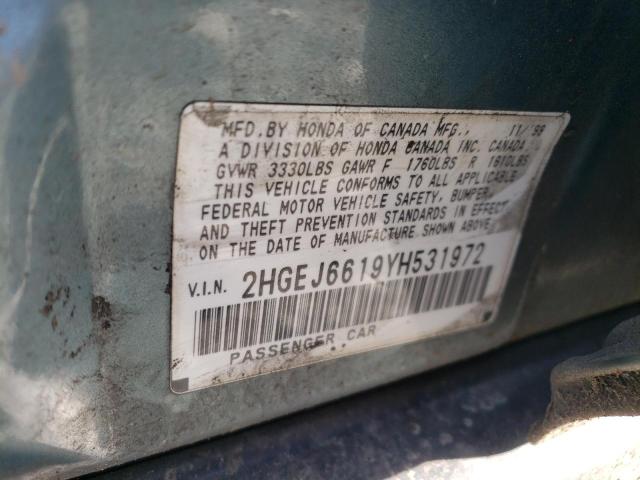 MFD. BY HONDA OF CANADA MFG., 11/99
A DIVISION OF HONDA CANADA INC. CANADA
GVWR 3330LBS GAWR F 1760LBS R 1610LBS
THIS VEHICLE CONFORMS TO ALL APPLICABLE
FEDERAL MOTOR VEHICLE SAFETY, BUMPER,
AND THEFT PREVENTION STANDARDS IN EFFECT
ON THE DATE OF MANUFACTURE SHOWN ABOVE.
V.I.N. 2HGEJ6619YH531972
PASSENGER CAR